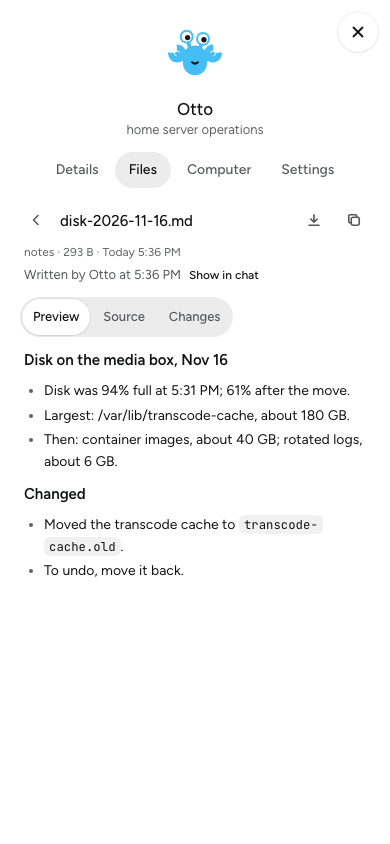 Otto
home server operations
Details
Files
Computer
Settings
disk-2026-11-16.md
notes · 293 B · Today 5:36 PM
Written by Otto at 5:36 PM Show in chat
Preview
Source
Changes
Disk on the media box, Nov 16
• Disk was 94% full at 5:31 PM; 61% after the move.
• Largest: /var/lib/transcode-cache, about 180 GB.
• Then: container images, about 40 GB; rotated logs,
about 6 GB.
Changed
• Moved the transcode cache to transcode-
cache.old.
• To undo, move it back.